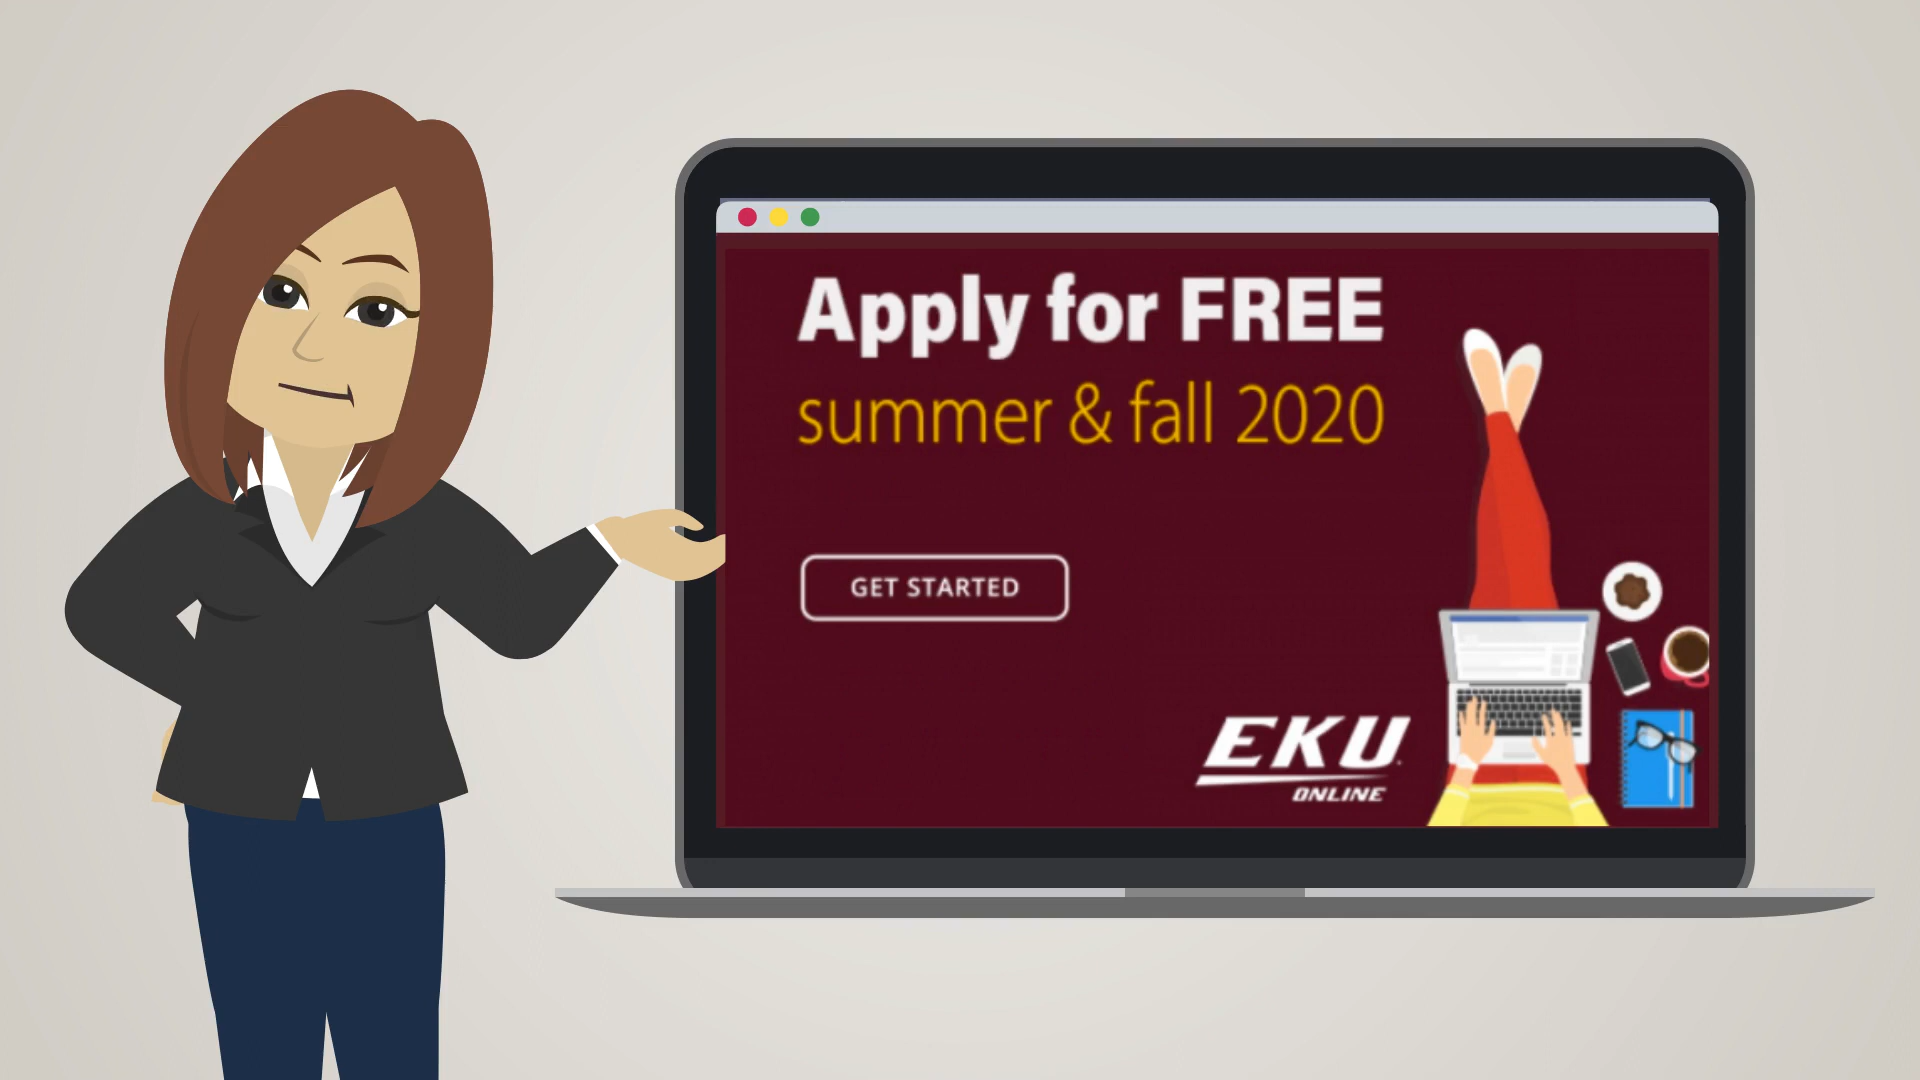 Apply for FREE
summer & fall 2020
GET STARTED
EKU
ONLINE